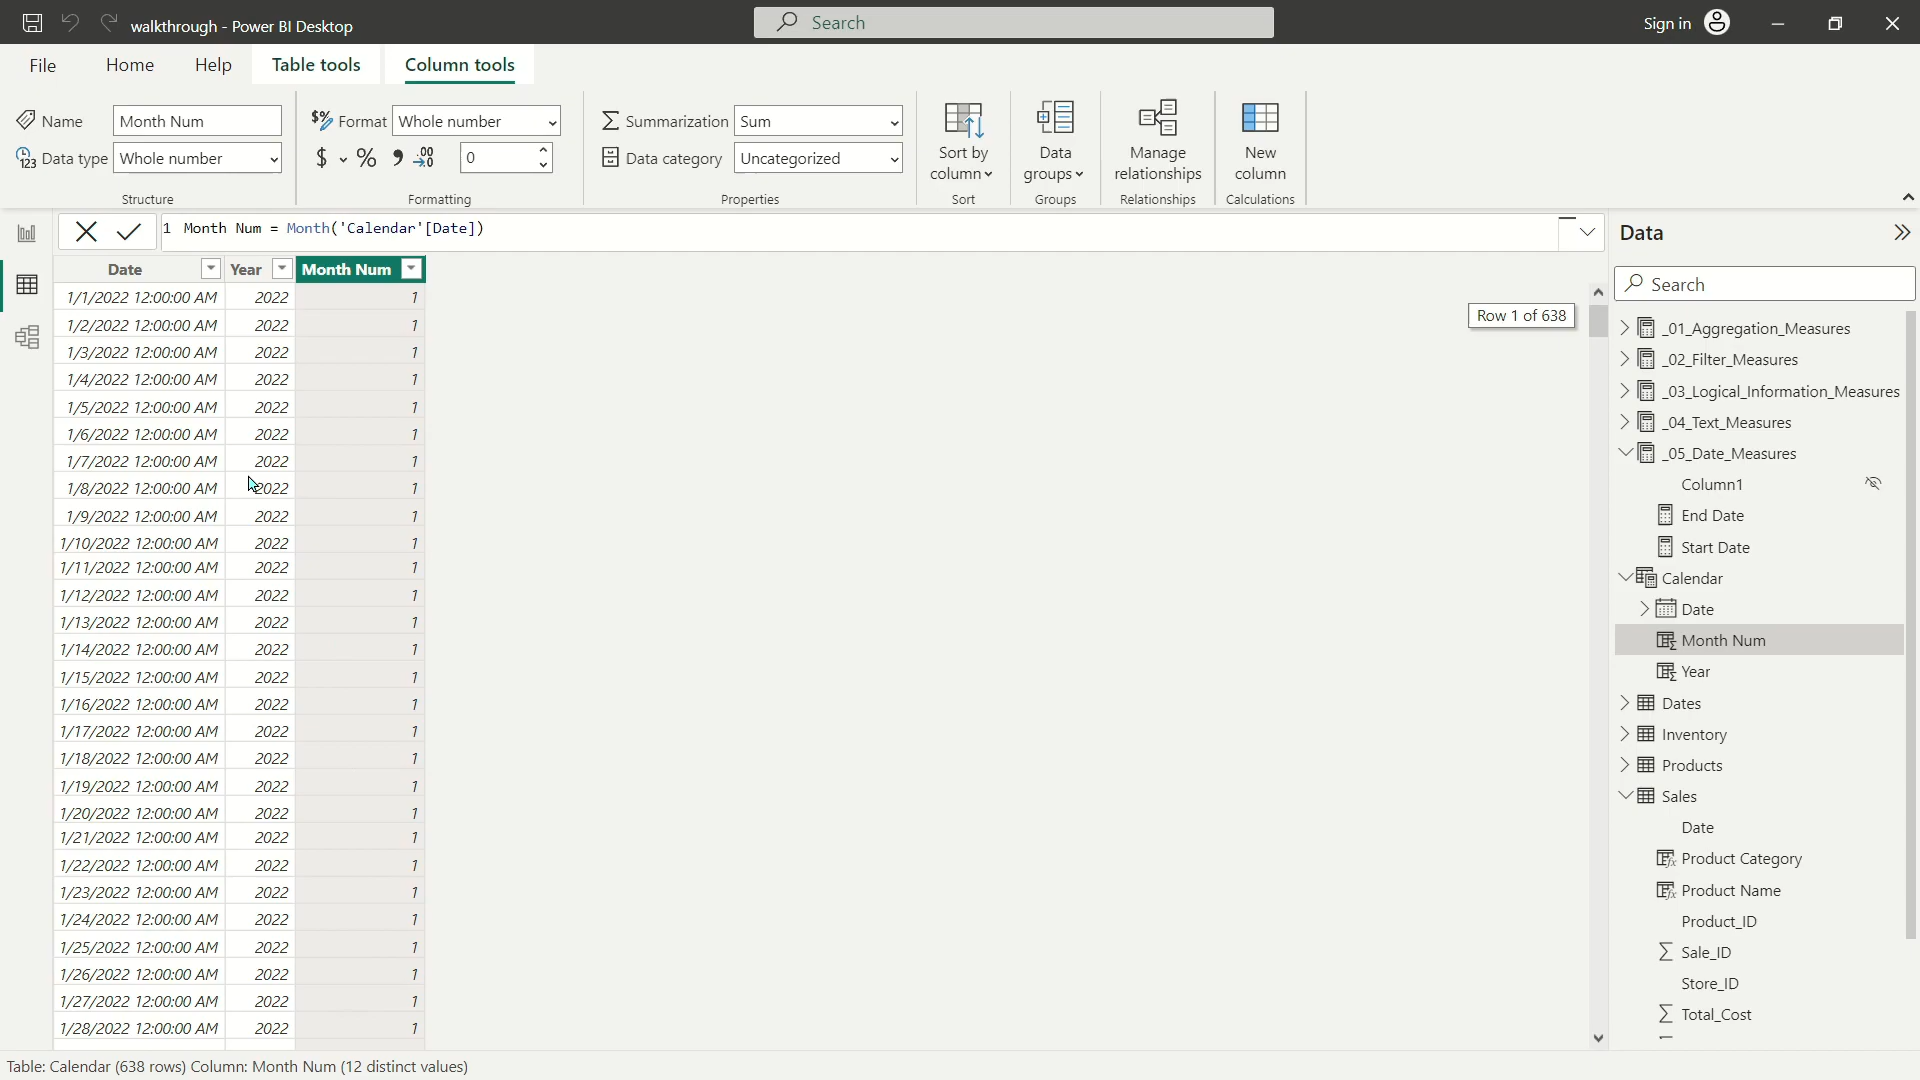 walkthrough - Power BI Desktop
Search
Sign in
File
Home
Help
Table tools
Column tools
Name
Month Num
Data type
Whole number
Structure
Format
Whole number
$
%
,
.00
0
Formatting
Summarization
Sum
Data category
Uncategorized
Properties
Sort by
column
Sort
Data
groups
Groups
Manage
relationships
Relationships
New
column
Calculations
1 Month Num = Month('Calendar'[Date])
Date Year Month Num
1/1/2022 12:00:00 AM 2022 1
1/2/2022 12:00:00 AM 2022 1
1/3/2022 12:00:00 AM 2022 1
1/4/2022 12:00:00 AM 2022 1
1/5/2022 12:00:00 AM 2022 1
1/6/2022 12:00:00 AM 2022 1
1/7/2022 12:00:00 AM 2022 1
1/8/2022 12:00:00 AM 2022 1
1/9/2022 12:00:00 AM 2022 1
1/10/2022 12:00:00 AM 2022 1
1/11/2022 12:00:00 AM 2022 1
1/12/2022 12:00:00 AM 2022 1
1/13/2022 12:00:00 AM 2022 1
1/14/2022 12:00:00 AM 2022 1
1/15/2022 12:00:00 AM 2022 1
1/16/2022 12:00:00 AM 2022 1
1/17/2022 12:00:00 AM 2022 1
1/18/2022 12:00:00 AM 2022 1
1/19/2022 12:00:00 AM 2022 1
1/20/2022 12:00:00 AM 2022 1
1/21/2022 12:00:00 AM 2022 1
1/22/2022 12:00:00 AM 2022 1
1/23/2022 12:00:00 AM 2022 1
1/24/2022 12:00:00 AM 2022 1
1/25/2022 12:00:00 AM 2022 1
1/26/2022 12:00:00 AM 2022 1
1/27/2022 12:00:00 AM 2022 1
1/28/2022 12:00:00 AM 2022 1
Row 1 of 638
Data
Search
_01_Aggregation_Measures
_02_Filter_Measures
_03_Logical_Information_Measures
_04_Text_Measures
_05_Date_Measures
Column1
End Date
Start Date
Calendar
Date
Month Num
Year
Dates
Inventory
Products
Sales
Date
Product Category
Product Name
Product_ID
Sale_ID
Store_ID
Total_Cost
Table: Calendar (638 rows) Column: Month Num (12 distinct values)